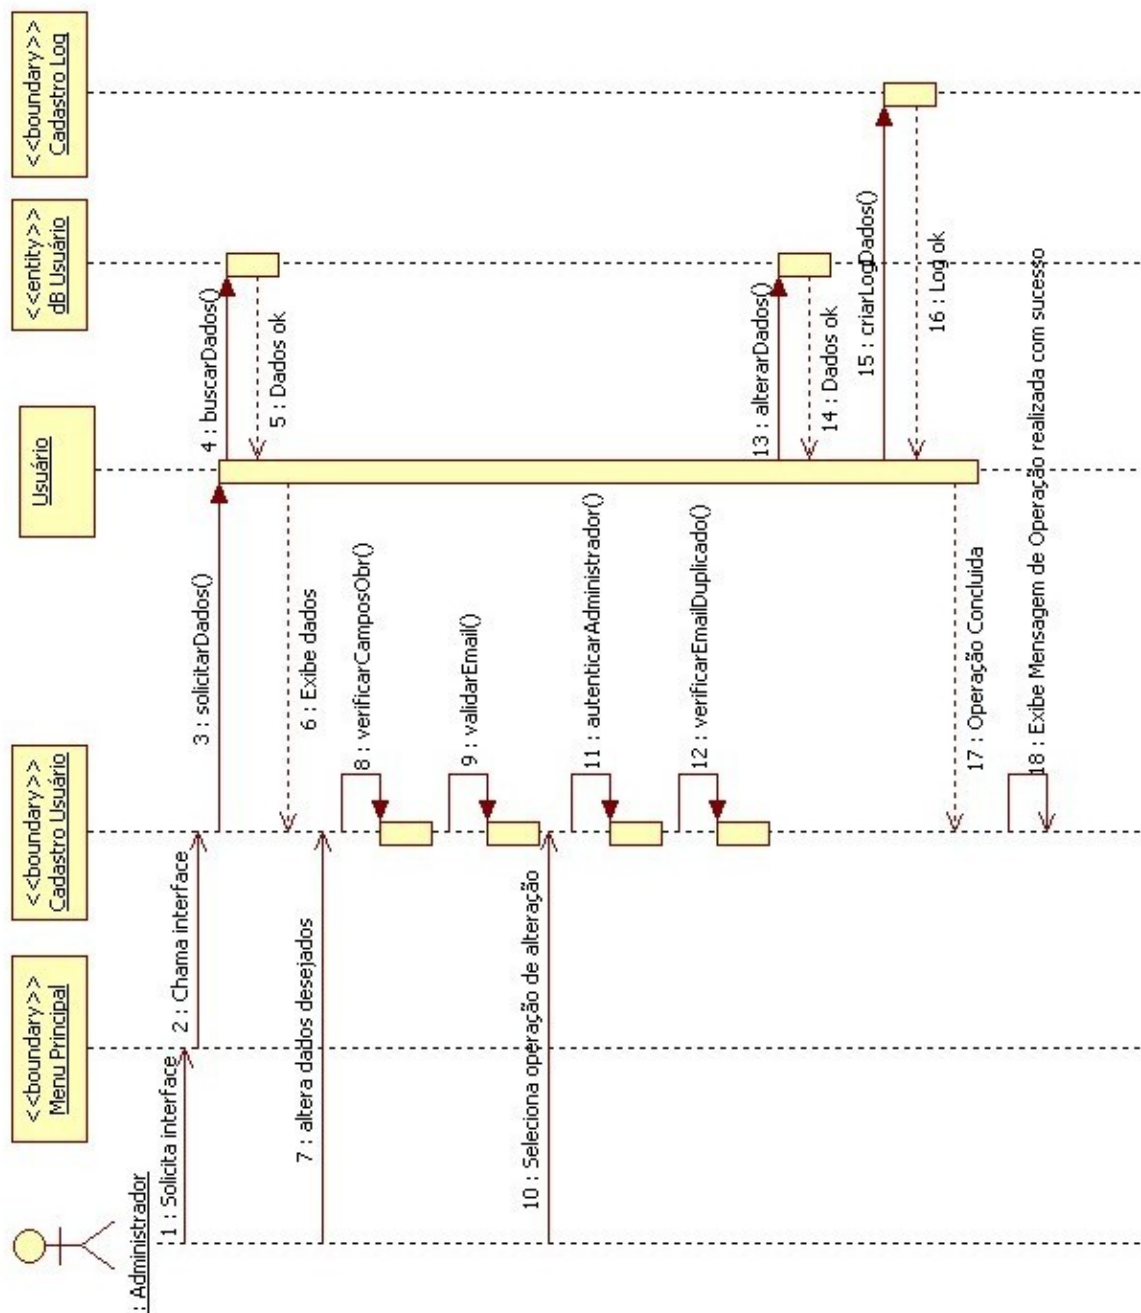 : Administrador
<<boundary>>
Menu Principal
<<boundary>>
Cadastro Usuário
Usuário
<<entity>>
dB Usuário
<<boundary>>
Cadastro Log
1 : Solicita interface
2 : Chama interface
3 : solicitarDados()
4 : buscarDados()
5 : Dados ok
6 : Exibe dados
7 : altera dados desejados
8 : verificarCamposObr()
9 : validarEmail()
10 : Seleciona operação de alteração
11 : autenticarAdministrador()
12 : verificarEmailDuplicado()
13 : alterarDados()
14 : Dados ok
15 : criarLogDados()
16 : Log ok
17 : Operação Concluida
18 : Exibe Mensagem de Operação realizada com sucesso